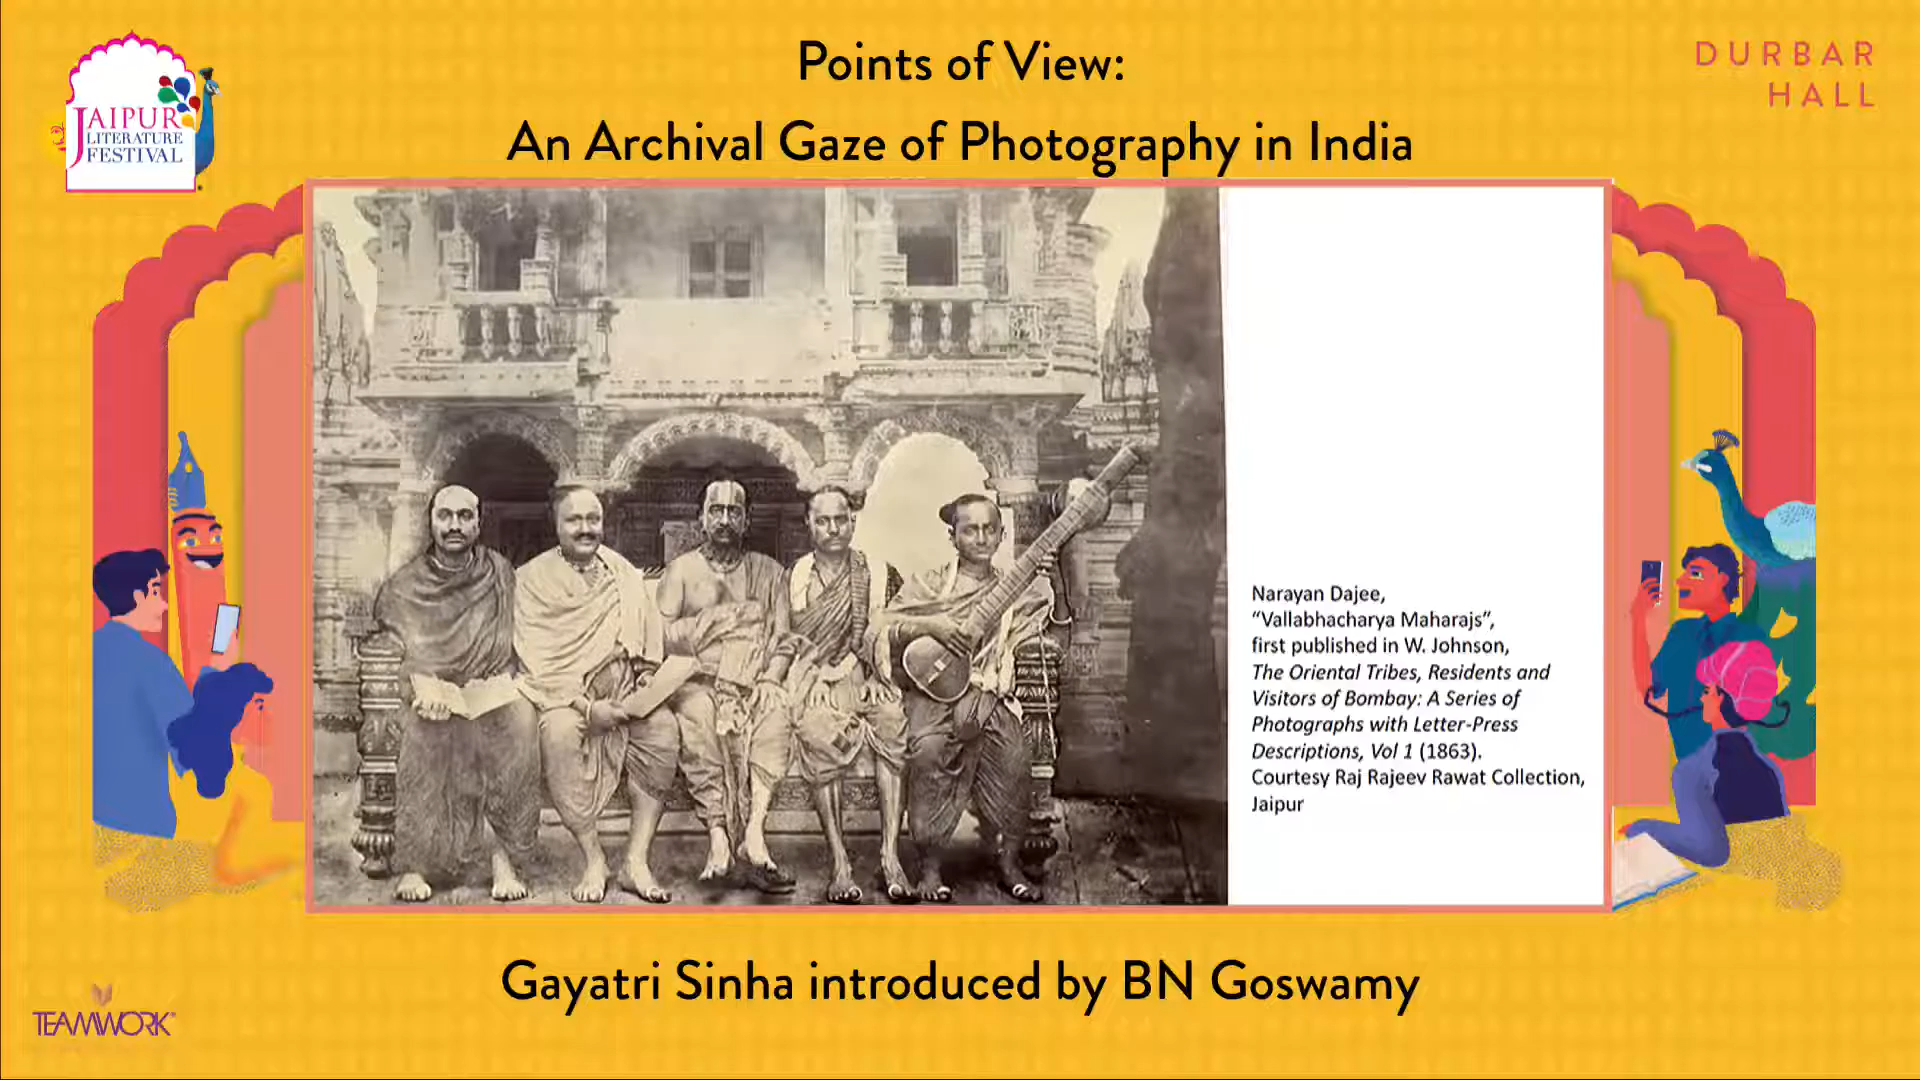 JAIPUR
LITERATURE
FESTIVAL
Points of View:
An Archival Gaze of Photography in India
DURBAR
HALL
Narayan Dajee,
“Vallabhacharya Maharajs”,
first published in W. Johnson,
The Oriental Tribes, Residents and
Visitors of Bombay: A Series of
Photographs with Letter-Press
Descriptions, Vol 1 (1863).
Courtesy Raj Rajeev Rawat Collection,
Jaipur
Gayatri Sinha introduced by BN Goswamy
TEAMWORK